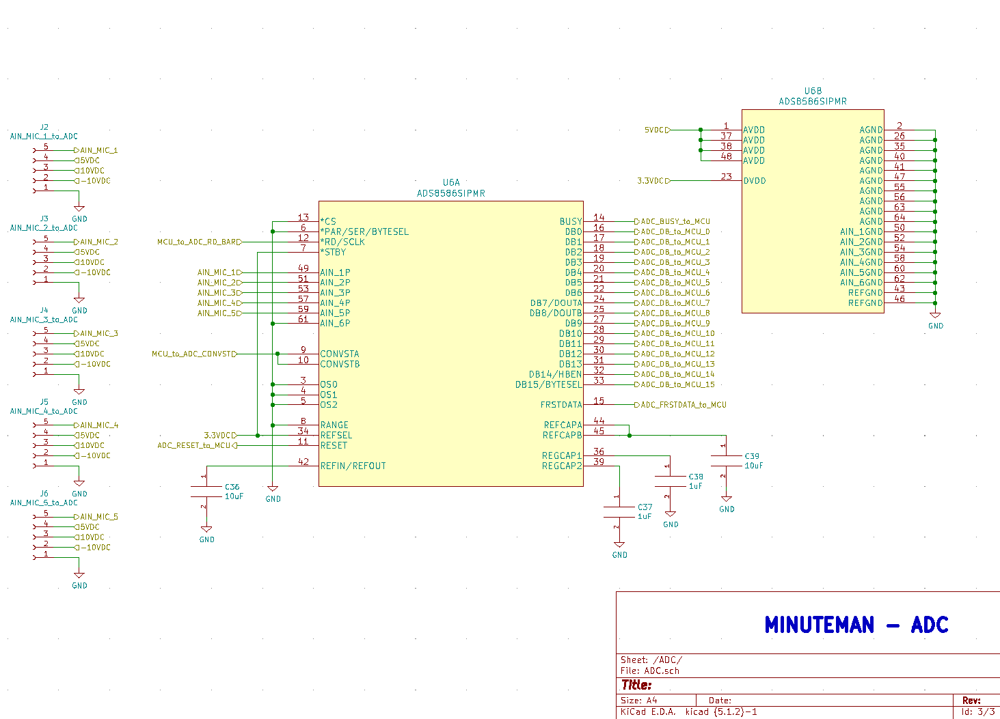 J2
AIN_MIC_1_to_ADC
5 AIN_MIC_1
4 5VDC
3 10VDC
2 -10VDC
1
GND
J3
AIN_MIC_2_to_ADC
5 AIN_MIC_2
4 5VDC
3 10VDC
2 -10VDC
1
GND
J4
AIN_MIC_3_to_ADC
5 AIN_MIC_3
4 5VDC
3 10VDC
2 -10VDC
1
GND
J5
AIN_MIC_4_to_ADC
5 AIN_MIC_4
4 5VDC
3 10VDC
2 -10VDC
1
GND
J6
AIN_MIC_5_to_ADC
5 AIN_MIC_5
4 5VDC
3 10VDC
2 -10VDC
1
GND
U6A
ADS8586SIPMR
13 *CS
6 *PAR/SER/BYTESEL
MCU_to_ADC_RD_BAR 12 *RD/SCLK
7 *STBY
AIN_MIC_1 49 AIN_1P
AIN_MIC_2 51 AIN_2P
AIN_MIC_3 53 AIN_3P
AIN_MIC_4 57 AIN_4P
AIN_MIC_5 59 AIN_5P
61 AIN_6P
MCU_to_ADC_CONVST 9 CONVSTA
10 CONVSTB
3 OS0
4 OS1
5 OS2
8 RANGE
3.3VDC 34 REFSEL
ADC_RESET_to_MCU 11 RESET
42 REFIN/REFOUT
1
C36
10uF
2
GND
GND
BUSY 14 ADC_BUSY_to_MCU
DB0 16 ADC_DB_to_MCU_0
DB1 17 ADC_DB_to_MCU_1
DB2 18 ADC_DB_to_MCU_2
DB3 19 ADC_DB_to_MCU_3
DB4 20 ADC_DB_to_MCU_4
DB5 21 ADC_DB_to_MCU_5
DB6 22 ADC_DB_to_MCU_6
DB7/DOUTA 24 ADC_DB_to_MCU_7
DB8/DOUTB 25 ADC_DB_to_MCU_8
DB9 27 ADC_DB_to_MCU_9
DB10 28 ADC_DB_to_MCU_10
DB11 29 ADC_DB_to_MCU_11
DB12 30 ADC_DB_to_MCU_12
DB13 31 ADC_DB_to_MCU_13
DB14/HBEN 32 ADC_DB_to_MCU_14
DB15/BYTESEL 33 ADC_DB_to_MCU_15
FRSTDATA 15 ADC_FRSTDATA_to_MCU
REFCAPA 44
REFCAPB 45
REGCAP1 36
REGCAP2 39
1
C39
10uF
2
GND
1
C38
1uF
2
GND
1
C37
1uF
2
GND
U6B
ADS8586SIPMR
5VDC 1 AVDD
37 AVDD
38 AVDD
48 AVDD
3.3VDC 23 DVDD
AGND 2
AGND 26
AGND 35
AGND 40
AGND 41
AGND 47
AGND 55
AGND 56
AGND 63
AGND 64
AIN_1GND 50
AIN_2GND 52
AIN_3GND 54
AIN_4GND 58
AIN_5GND 60
AIN_6GND 62
REFGND 43
REFGND 46
GND
MINUTEMAN - ADC
Sheet: /ADC/
File: ADC.sch
Title:
Size: A4 Date: Rev:
KiCad E.D.A. kicad (5.1.2)-1 Id: 3/3